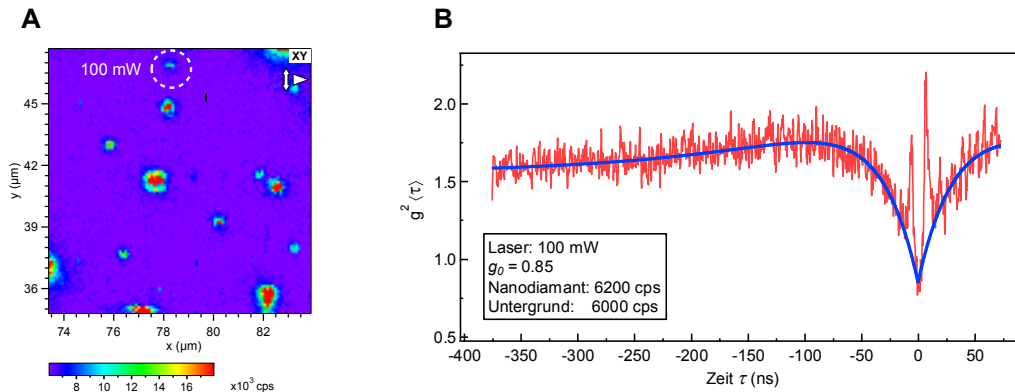 A
B
y (µm)
45
42
39
36
100 mW
XY
74
76
78
80
82
x (µm)
8
10
12
14
16
x10³ cps
g² ⟨τ⟩
2.0
1.5
1.0
0.5
Laser: 100 mW
g₀ = 0.85
Nanodiamant: 6200 cps
Untergrund: 6000 cps
-400
-350
-300
-250
-200
-150
-100
-50
0
50
Zeit τ (ns)